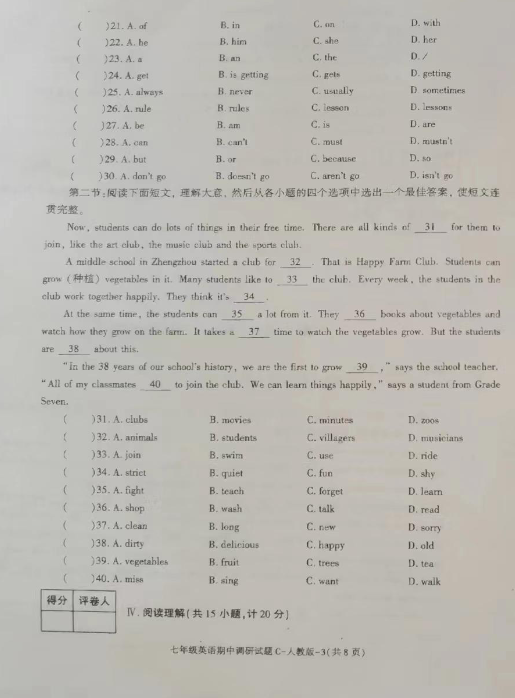 ( )21. A. of B. in C. on D. with
( )22. A. he B. him C. she D. her
( )23. A. a B. an C. the D. /
( )24. A. get B. is getting C. gets D. getting
( )25. A. always B. never C. usually D. sometimes
( )26. A. rule B. rules C. lesson D. lessons
( )27. A. be B. am C. is D. are
( )28. A. can B. can't C. must D. mustn't
( )29. A. but B. or C. because D. so
( )30. A. don't go B. doesn't go C. aren't go D. isn't go
第二节:阅读下面短文，理解大意，然后从各小题的四个选项中选出一个最佳答案，使短文连
贯完整。
Now, students can do lots of things in their free time. There are all kinds of 31 for them to
join, like the art club, the music club and the sports club.
A middle school in Zhengzhou started a club for 32 . That is Happy Farm Club. Students can
grow (种植) vegetables in it. Many students like to 33 the club. Every week, the students in the
club work together happily. They think it's 34 .
At the same time, the students can 35 a lot from it. They 36 books about vegetables and
watch how they grow on the farm. It takes a 37 time to watch the vegetables grow. But the students
are 38 about this.
"In the 38 years of our school's history, we are the first to grow 39 ," says the school teacher.
"All of my classmates 40 to join the club. We can learn things happily," says a student from Grade
Seven.
( )31. A. clubs B. movies C. minutes D. zoos
( )32. A. animals B. students C. villagers D. musicians
( )33. A. join B. swim C. use D. ride
( )34. A. strict B. quiet C. fun D. shy
( )35. A. fight B. teach C. forget D. learn
( )36. A. shop B. wash C. talk D. read
( )37. A. clean B. long C. new D. sorry
( )38. A. dirty B. delicious C. happy D. old
( )39. A. vegetables B. fruit C. trees D. tea
( )40. A. miss B. sing C. want D. walk
得分 评卷人
Ⅳ. 阅读理解(共15小题,计20分)
七年级英语期中调研试题C-人教版-3(共8页)